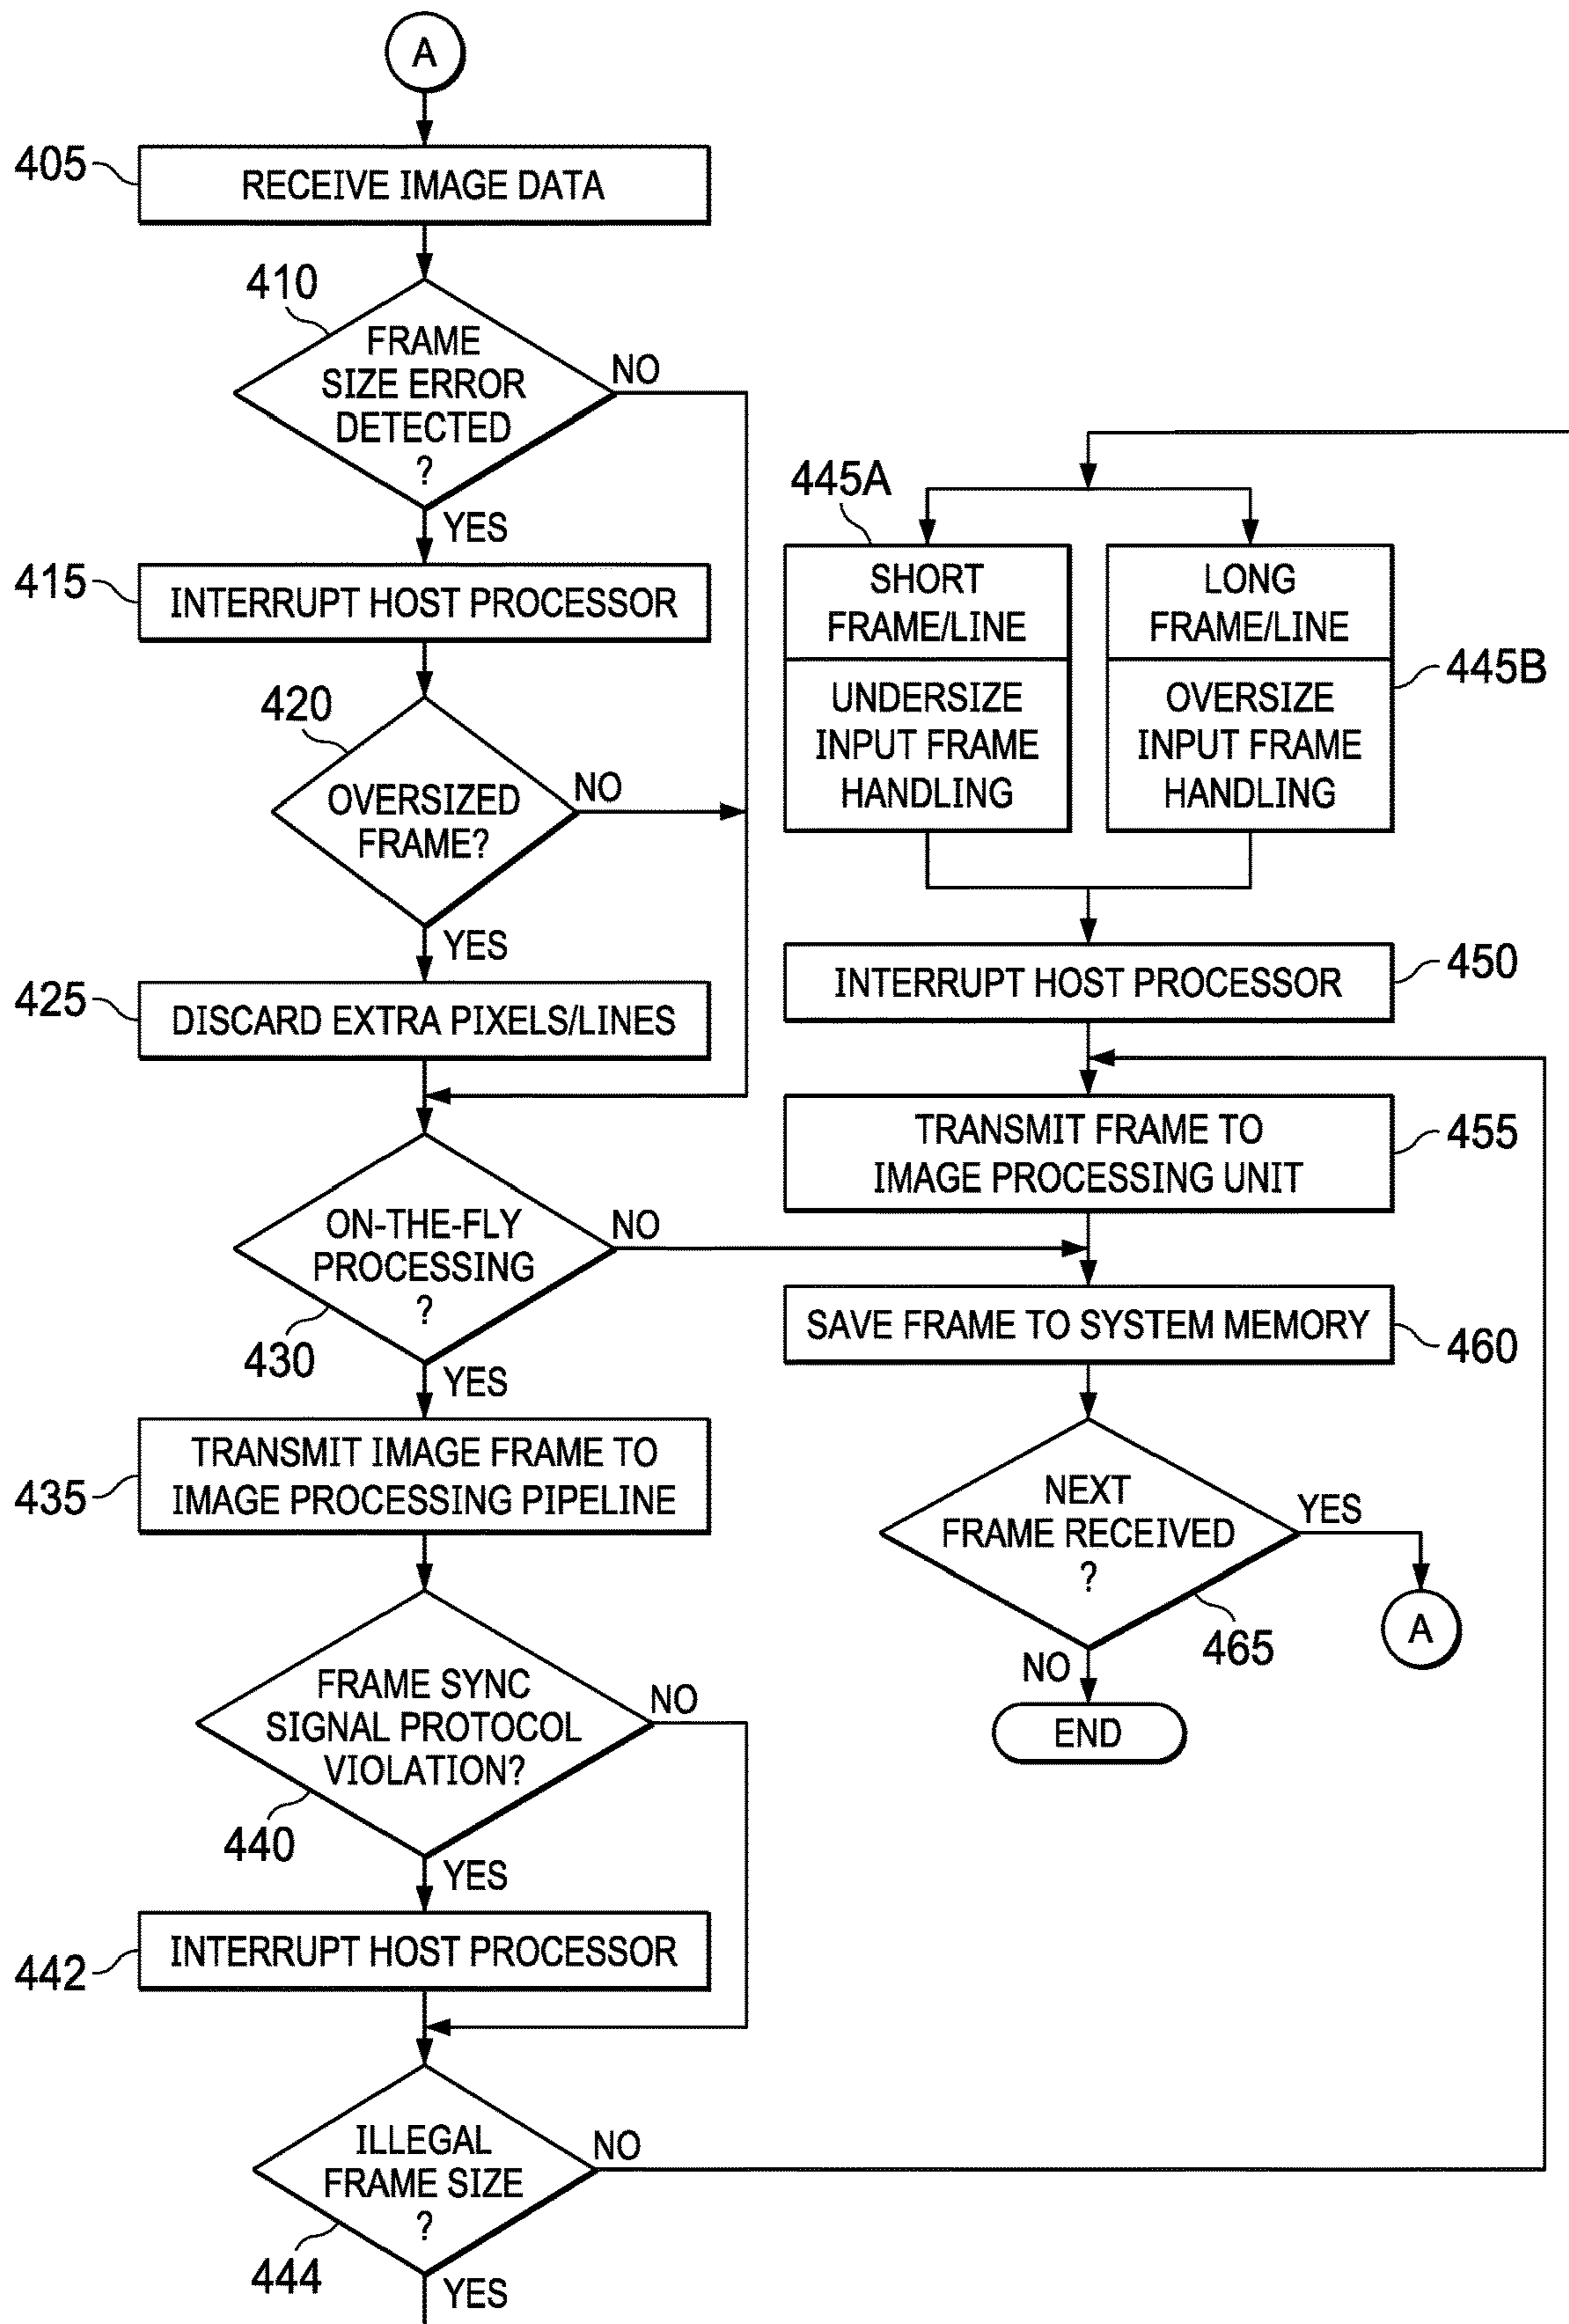 A
405
RECEIVE IMAGE DATA
410
FRAME
SIZE ERROR
DETECTED
?
NO
YES
415
INTERRUPT HOST PROCESSOR
420
OVERSIZED
FRAME?
NO
YES
425
DISCARD EXTRA PIXELS/LINES
ON-THE-FLY
PROCESSING
?
NO
430
YES
435
TRANSMIT IMAGE FRAME TO
IMAGE PROCESSING PIPELINE
FRAME SYNC
SIGNAL PROTOCOL
VIOLATION?
NO
440
YES
442
INTERRUPT HOST PROCESSOR
ILLEGAL
FRAME SIZE
?
NO
444
YES
445A
SHORT
FRAME/LINE
UNDERSIZE
INPUT FRAME
HANDLING
LONG
FRAME/LINE
OVERSIZE
INPUT FRAME
HANDLING
445B
INTERRUPT HOST PROCESSOR
450
TRANSMIT FRAME TO
IMAGE PROCESSING UNIT
455
SAVE FRAME TO SYSTEM MEMORY
460
NEXT
FRAME RECEIVED
?
YES
465
A
NO
END